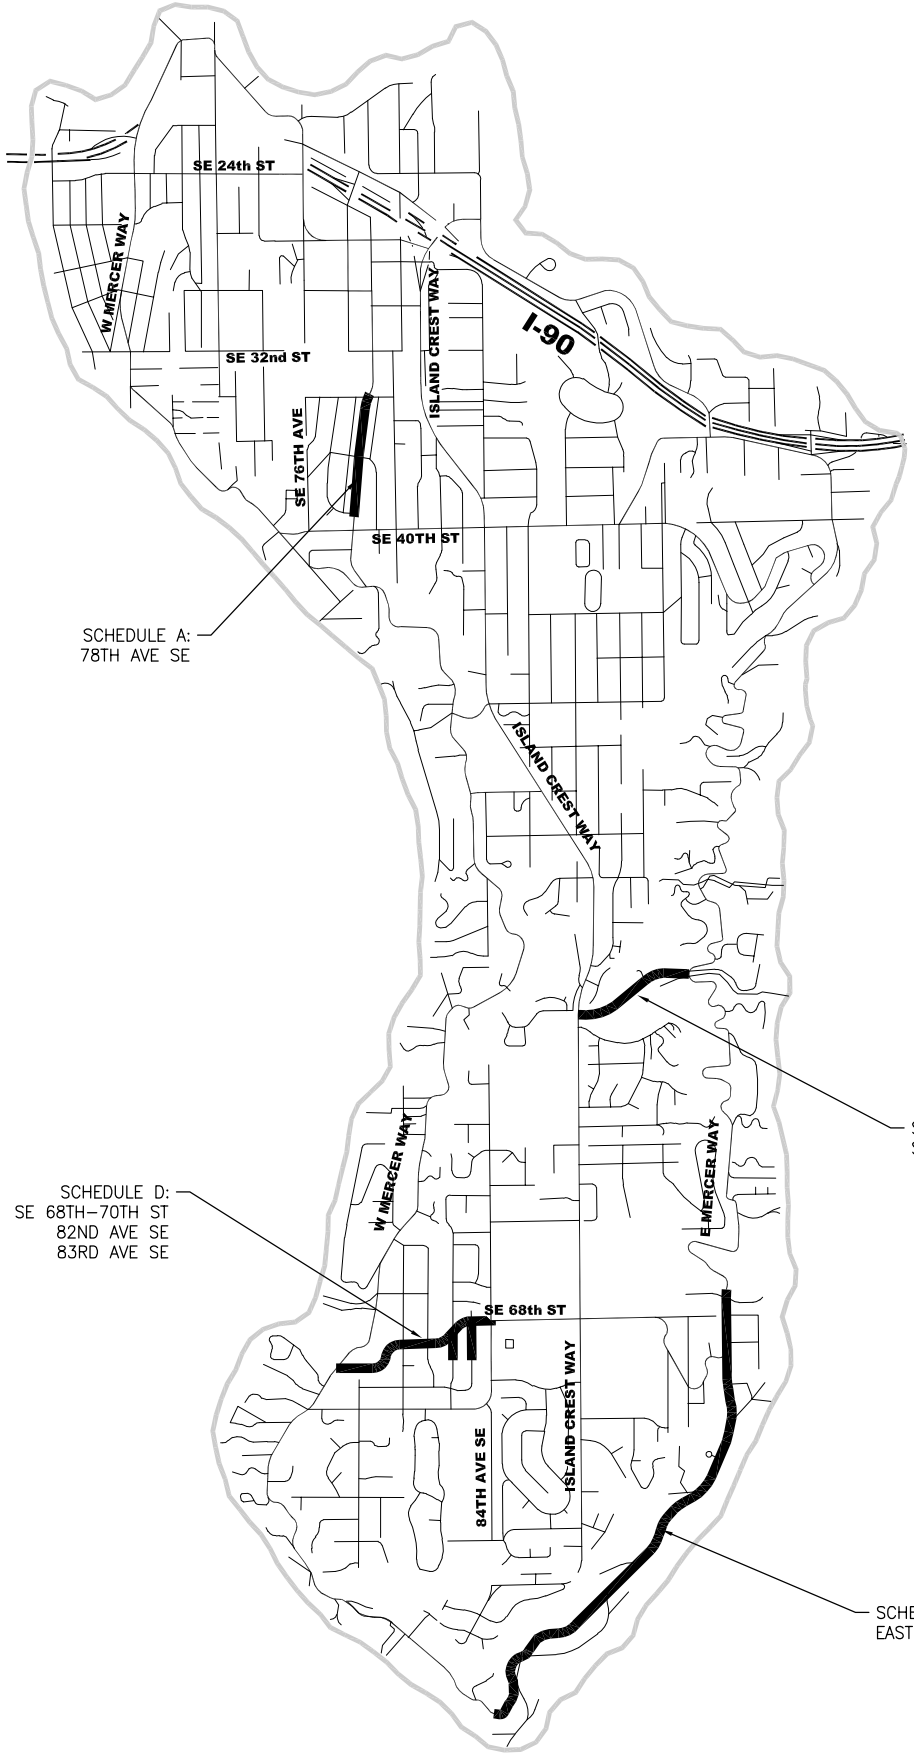 SE 24th ST
W MERCER WAY
ISLAND CREST WAY
I-90
SE 32nd ST
SE 76TH AVE
SE 40TH ST
SCHEDULE A:
78TH AVE SE
ISLAND CREST WAY
W MERCER WAY
E MERCER WAY
SCHEDULE D:
SE 68TH-70TH ST
82ND AVE SE
83RD AVE SE
SE 68th ST
ISLAND CREST WAY
84TH AVE SE
SCHE
EAST